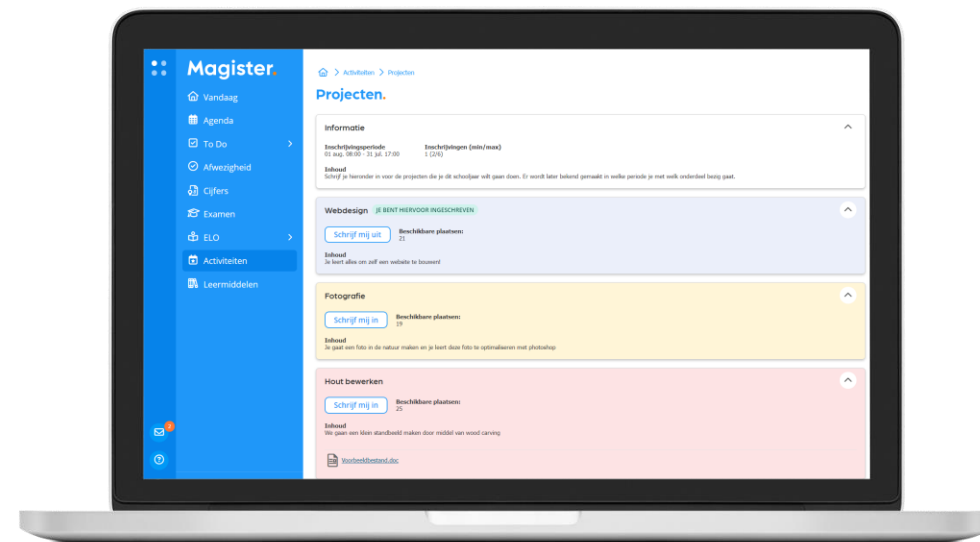 Magister.
Vandaag
Agenda
To Do
Afwezigheid
Cijfers
Examen
ELO
Activiteiten
Leermiddelen
3
Activiteiten > Projecten
Projecten.
Informatie
Inschrijvingsperiode Inschrijvingen (min/max)
01 aug. 08:00 - 31 jul. 17:00 1 (2/6)
Inhoud
Schrijf je hieronder in voor de projecten die je dit schooljaar wilt gaan doen. Er wordt later bekend gemaakt in welke periode je met welk onderdeel bezig gaat.
Webdesign JE BENT HIERVOOR INGESCHREVEN
Schrijf mij uit Beschikbare plaatsen:
21
Inhoud
Je leert alles om zelf een website te bouwen!
Fotografie
Schrijf mij in Beschikbare plaatsen:
19
Inhoud
Je gaat een foto in de natuur maken en je leert deze foto te optimaliseren met photoshop
Hout bewerken
Schrijf mij in Beschikbare plaatsen:
25
Inhoud
We gaan een klein standbeeld maken door middel van wood carving
Voorbeeldbestand.doc